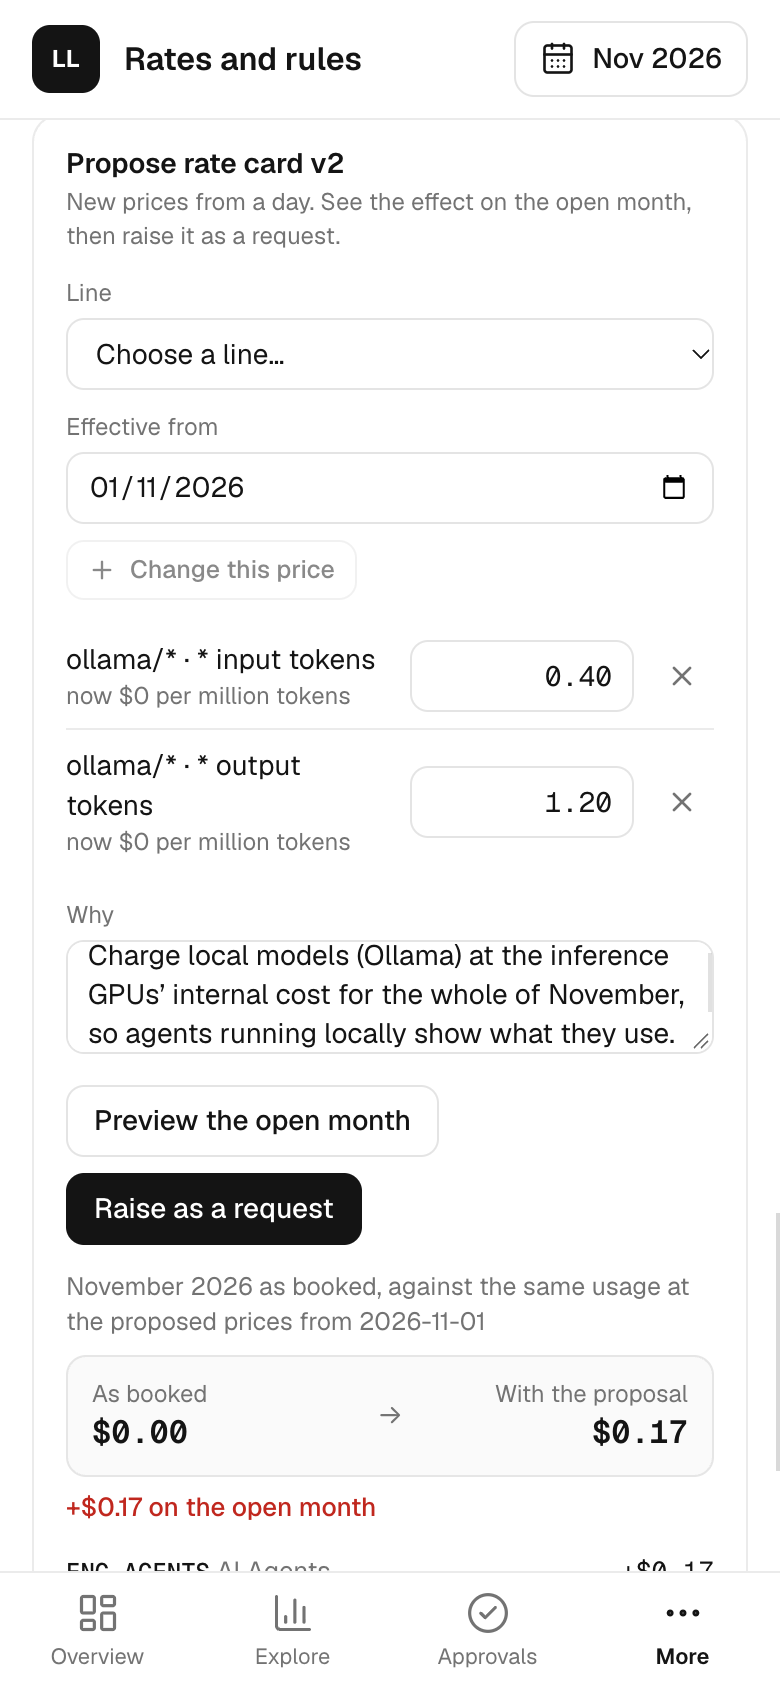 LL
Rates and rules
Nov 2026
Propose rate card v2
New prices from a day. See the effect on the open month,
then raise it as a request.
Line
Choose a line...
Effective from
01/11/2026
Change this price
ollama/* · * input tokens
now $0 per million tokens
0.40
ollama/* · * output
tokens
now $0 per million tokens
1.20
Why
Charge local models (Ollama) at the inference
GPUs’ internal cost for the whole of November,
so agents running locally show what they use.
Preview the open month
Raise as a request
November 2026 as booked, against the same usage at
the proposed prices from 2026-11-01
As booked
$0.00
With the proposal
$0.17
+$0.17 on the open month
ENG-AGENTS AI Agents
+$0.17
Overview
Explore
Approvals
More